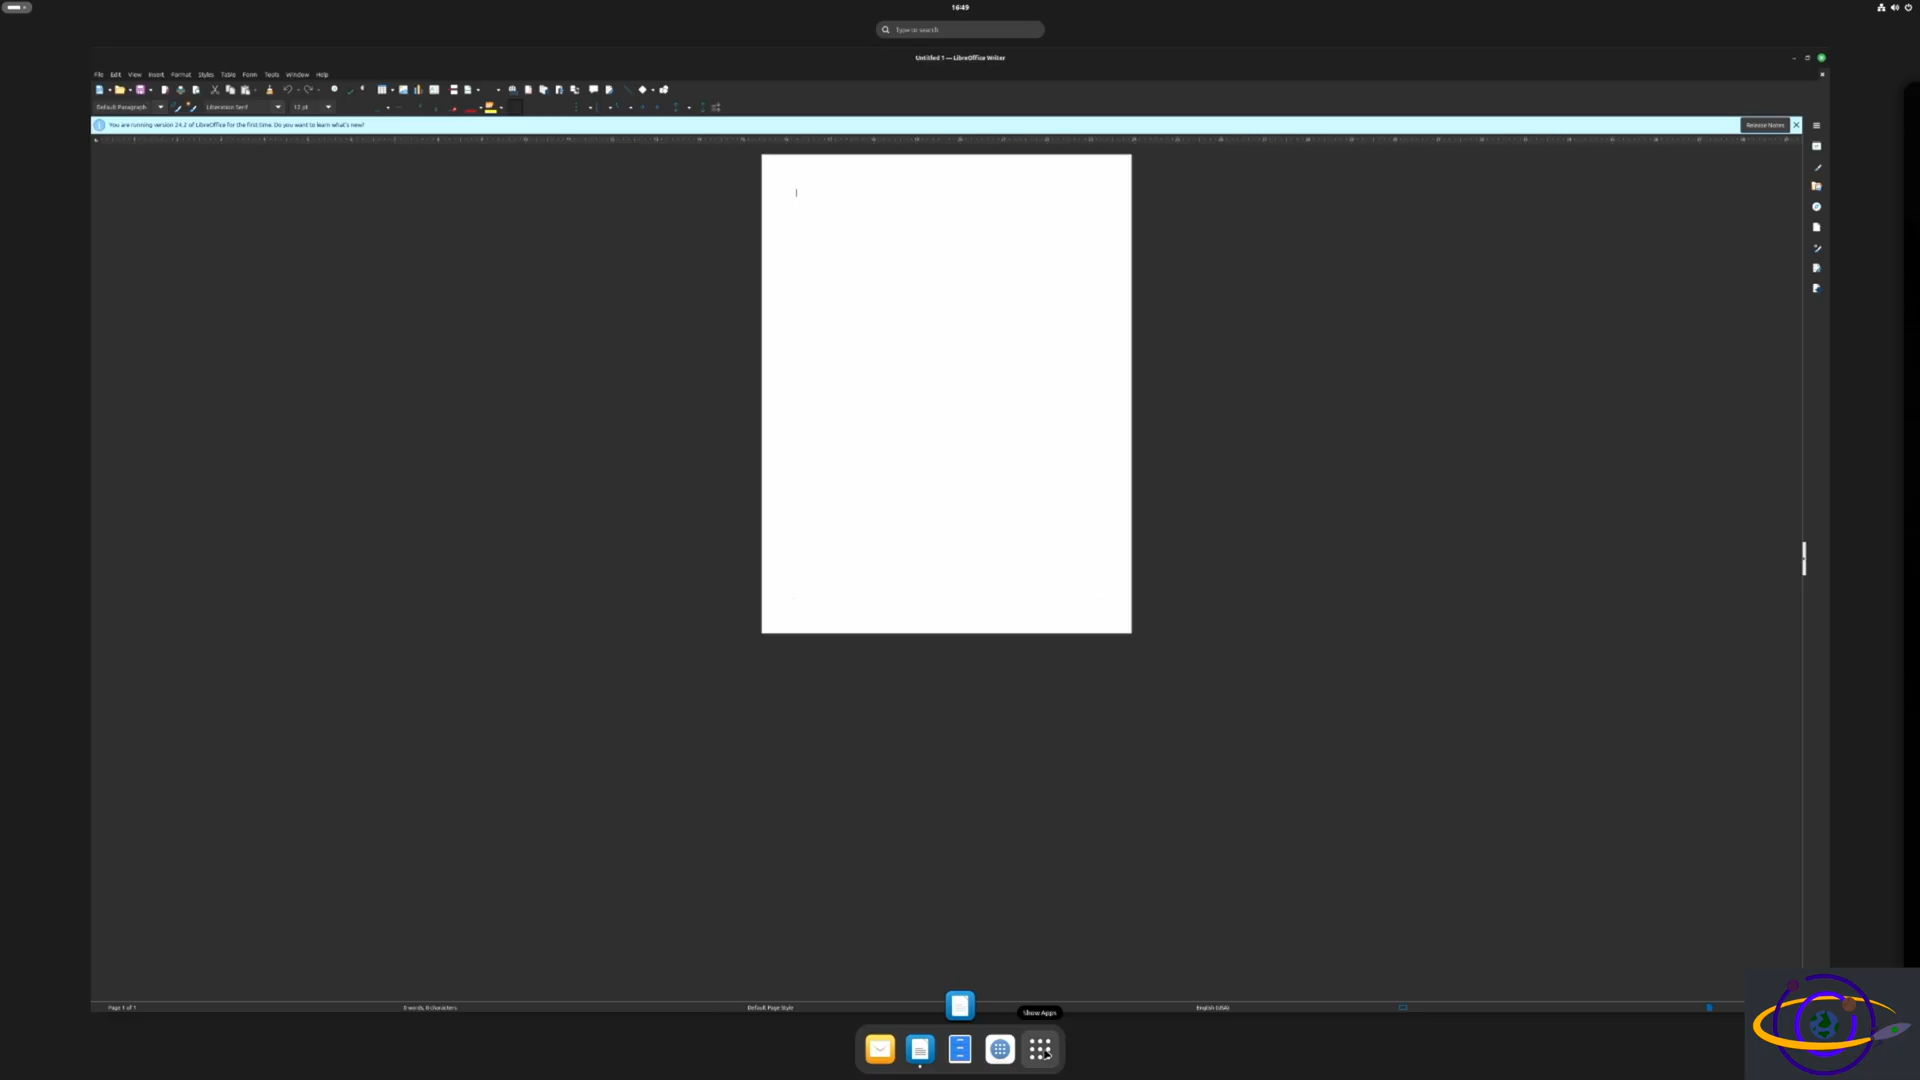 16:49
Type to search
Untitled 1 — LibreOffice Writer
File Edit View Insert Format Styles Table Form Tools Window Help
Default Paragraph Liberation Serif 12 pt
You are running version 24.2 of LibreOffice for the first time. Do you want to learn what's new? Release Notes
Page 1 of 1 0 words, 0 characters Default Page Style English (USA)
Show Apps